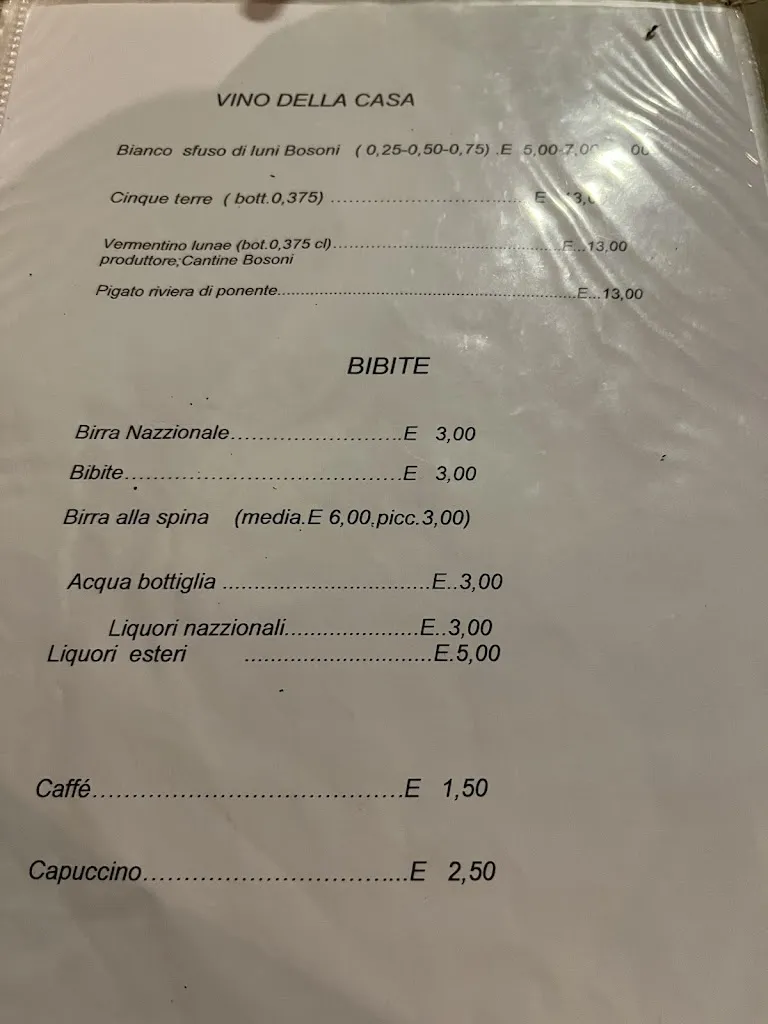 VINO DELLA CASA
Bianco sfuso di luni Bosoni ( 0,25-0,50-0,75) .E 5,00-7,00
Cinque terre ( bott.0,375) ................................. E
Vermentino lunae (bot.0,375 cl)..........................................E...13,00
produttore;Cantine Bosoni
Pigato riviera di ponente.......................................................E...13,00
BIBITE
Birra Nazzionale........................E 3,00
Bibite.......................................E 3,00
Birra alla spina (media.E 6,00.picc.3,00)
Acqua bottiglia .............................E..3,00
Liquori nazzionali...................E..3,00
Liquori esteri ..........................E.5,00
Caffé.......................................E 1,50
Capuccino.................................E 2,50